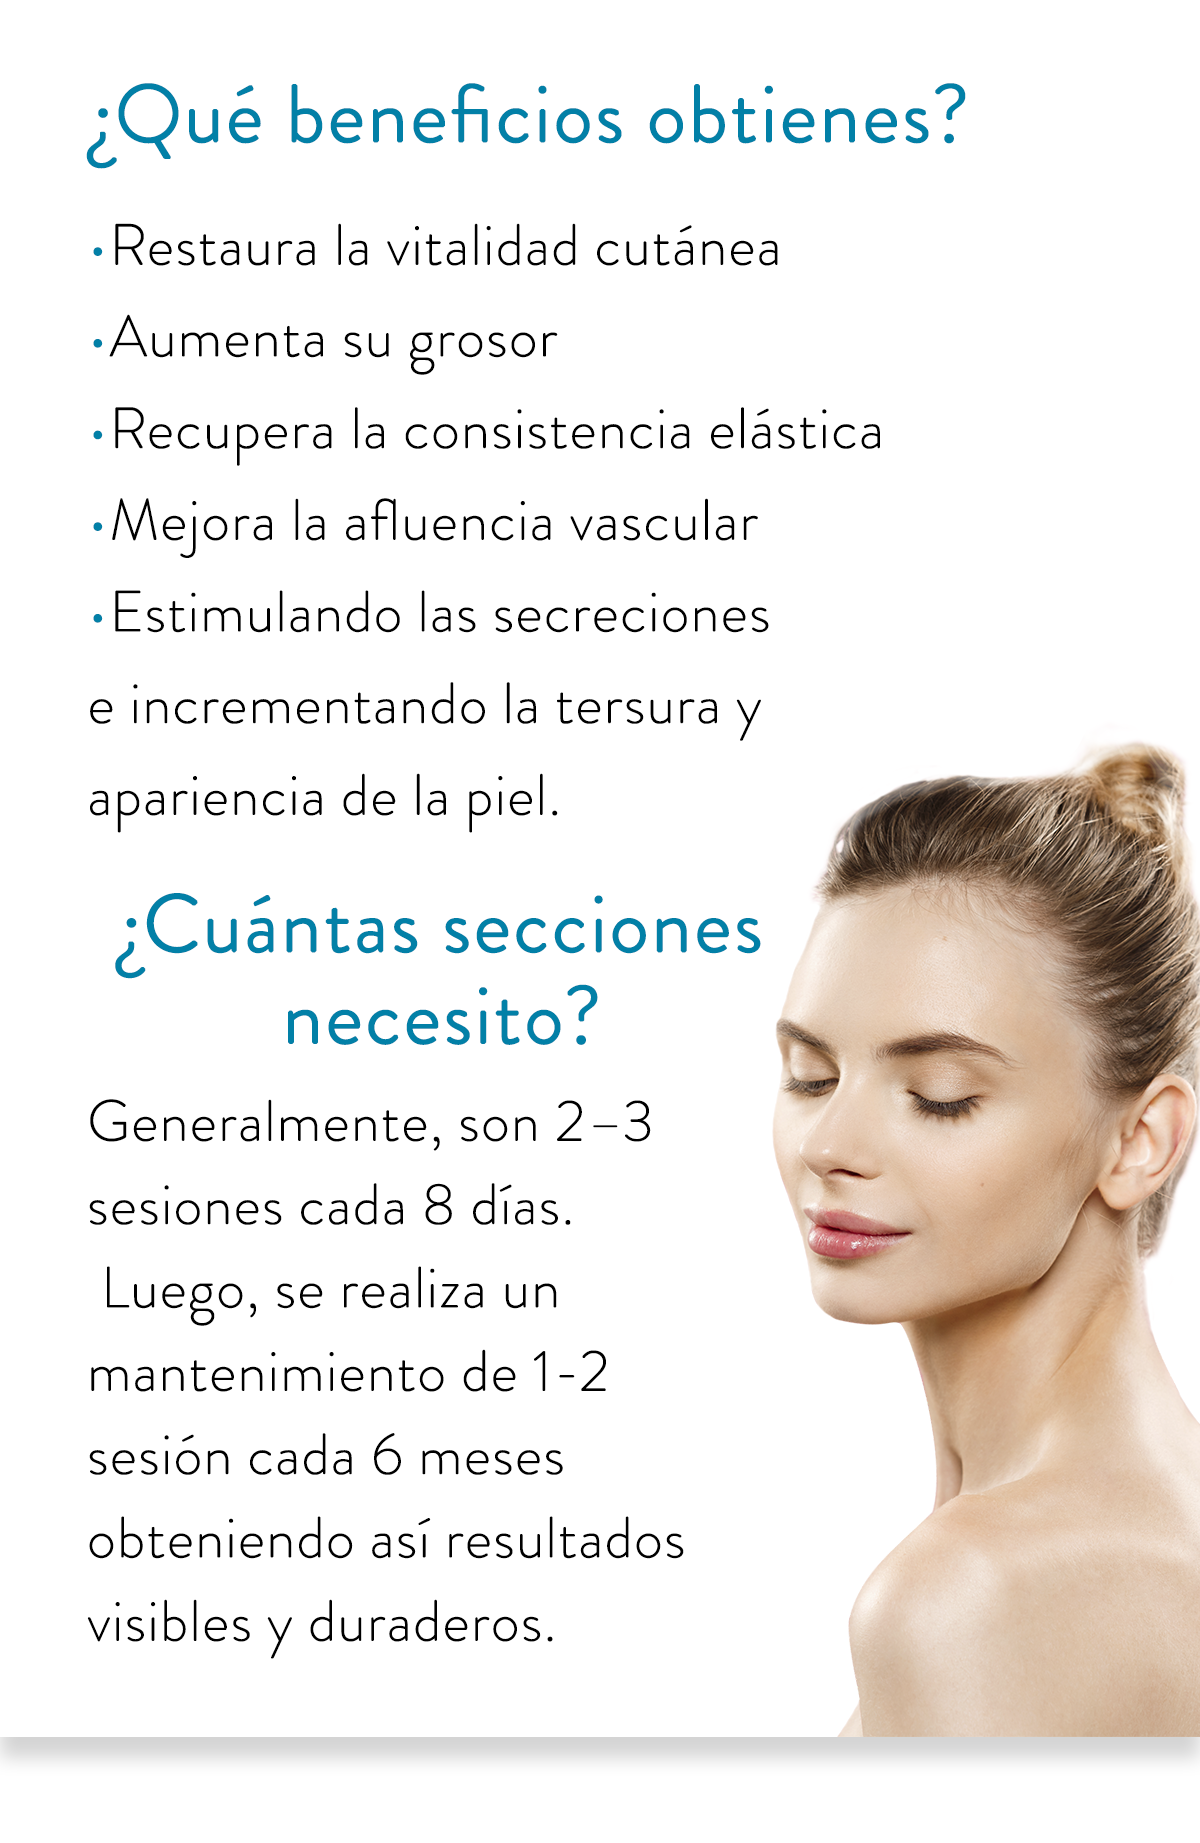 ¿Qué beneficios obtienes?
•Restaura la vitalidad cutánea
•Aumenta su grosor
•Recupera la consistencia elástica
•Mejora la afluencia vascular
•Estimulando las secreciones
e incrementando la tersura y
apariencia de la piel.
¿Cuántas secciones
necesito?
Generalmente, son 2–3
sesiones cada 8 días.
Luego, se realiza un
mantenimiento de 1-2
sesión cada 6 meses
obteniendo así resultados
visibles y duraderos.